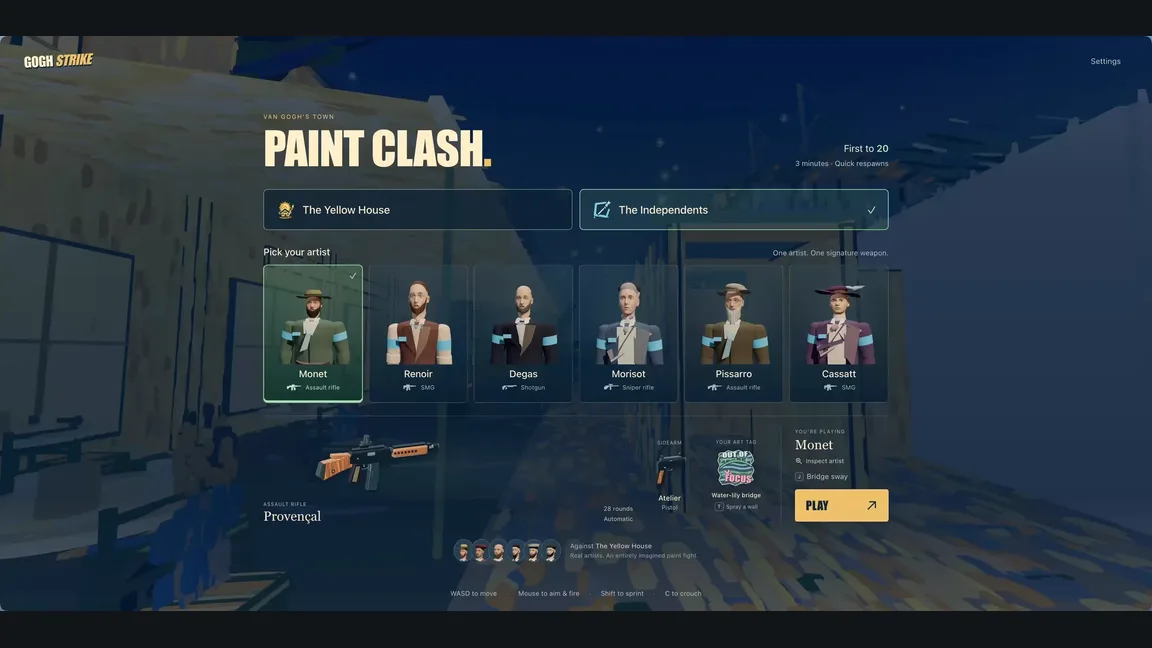 GOGH STRIKE
Settings
VAN GOGH'S TOWN
PAINT CLASH.
First to 20
3 minutes · Quick respawns
The Yellow House
The Independents
Pick your artist
One artist. One signature weapon.
Monet
Assault rifle
Renoir
SMG
Degas
Shotgun
Morisot
Sniper rifle
Pissarro
Assault rifle
Cassatt
SMG
ASSAULT RIFLE
Provençal
28 rounds
Automatic
SIDEARM
Atelier
Pistol
YOUR ART TAG
OUT OF
FOCUS
Water-lily bridge
T Spray a wall
YOU'RE PLAYING
Monet
Inspect artist
J Bridge sway
PLAY
Against The Yellow House
Real artists. An entirely imagined paint fight.
WASD to move · Mouse to aim & fire · Shift to sprint · C to crouch